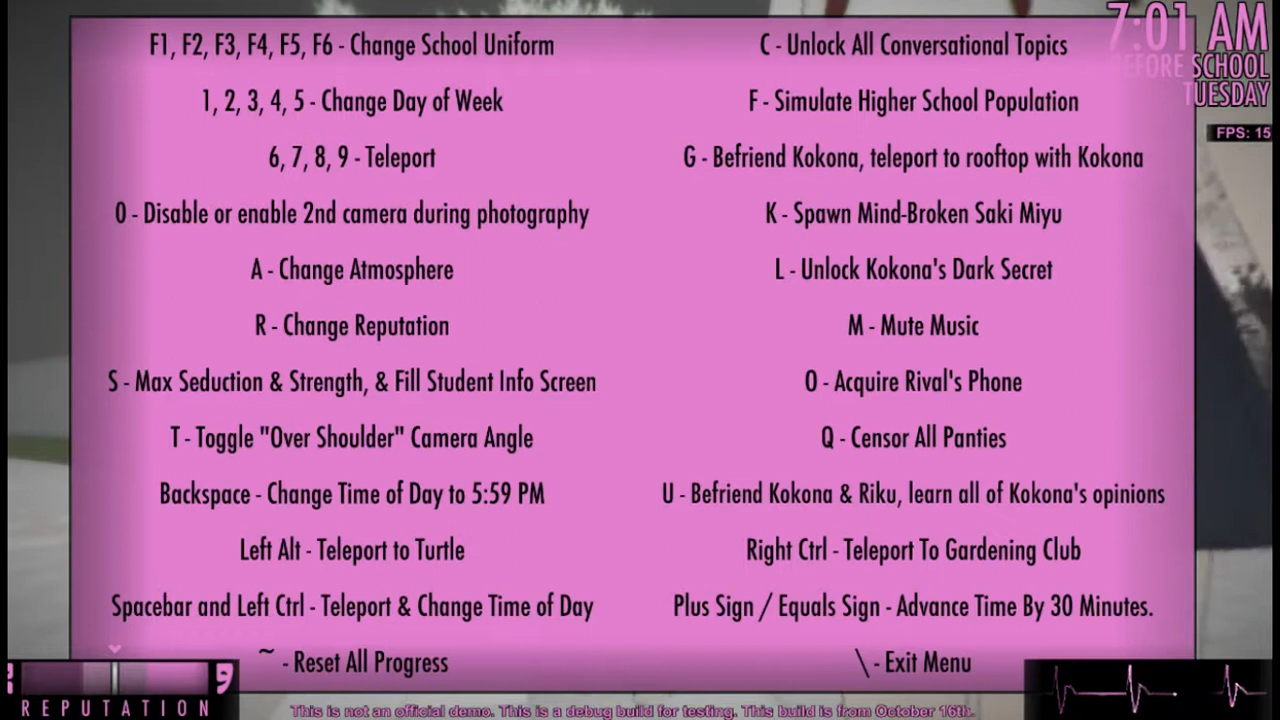 F1, F2, F3, F4, F5, F6 - Change School Uniform
1, 2, 3, 4, 5 - Change Day of Week
6, 7, 8, 9 - Teleport
0 - Disable or enable 2nd camera during photography
A - Change Atmosphere
R - Change Reputation
S - Max Seduction & Strength, & Fill Student Info Screen
T - Toggle "Over Shoulder" Camera Angle
Backspace - Change Time of Day to 5:59 PM
Left Alt - Teleport to Turtle
Spacebar and Left Ctrl - Teleport & Change Time of Day
~ - Reset All Progress
C - Unlock All Conversational Topics
F - Simulate Higher School Population
G - Befriend Kokona, teleport to rooftop with Kokona
K - Spawn Mind-Broken Saki Miyu
L - Unlock Kokona's Dark Secret
M - Mute Music
O - Acquire Rival's Phone
Q - Censor All Panties
U - Befriend Kokona & Riku, learn all of Kokona's opinions
Right Ctrl - Teleport To Gardening Club
Plus Sign / Equals Sign - Advance Time By 30 Minutes.
\ - Exit Menu
7:01 AM
BEFORE SCHOOL
TUESDAY
FPS: 15
REPUTATION
This is not an official demo. This is a debug build for testing. This build is from October 16th.